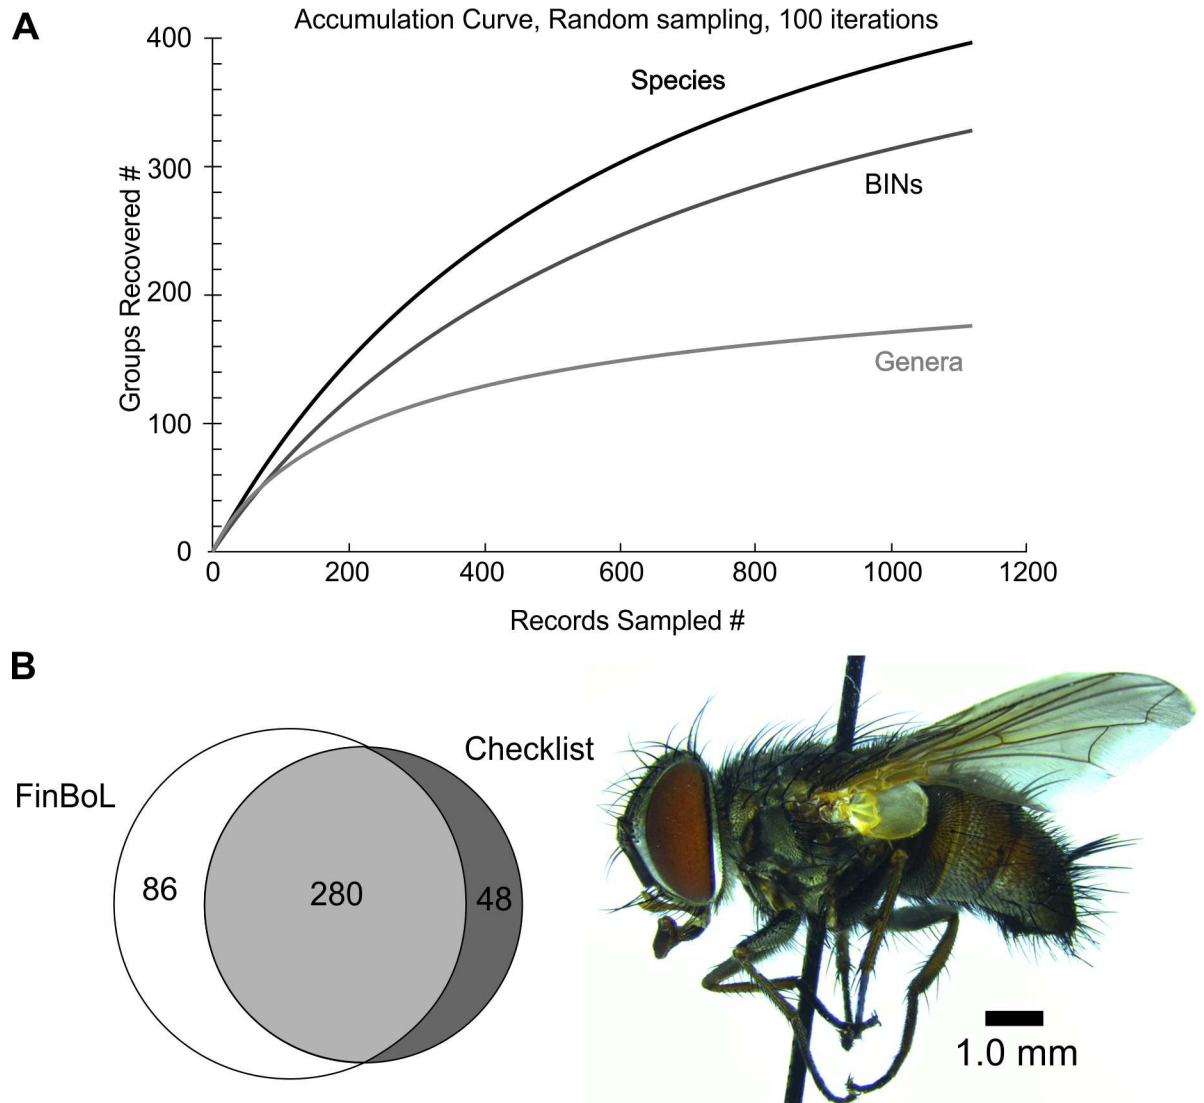 A
Accumulation Curve, Random sampling, 100 iterations
400
300
200
100
0
Groups Recovered #
Species
BINs
Genera
0 200 400 600 800 1000 1200
Records Sampled #
B
FinBoL
Checklist
86
280
48
1.0 mm